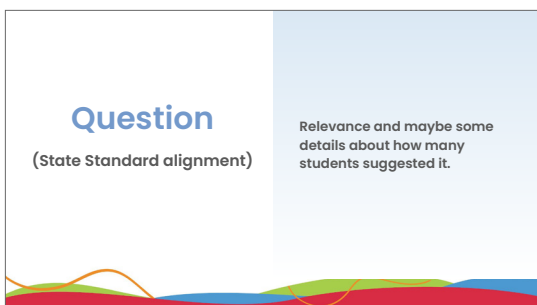 Question
(State Standard alignment)
Relevance and maybe some
details about how many
students suggested it.